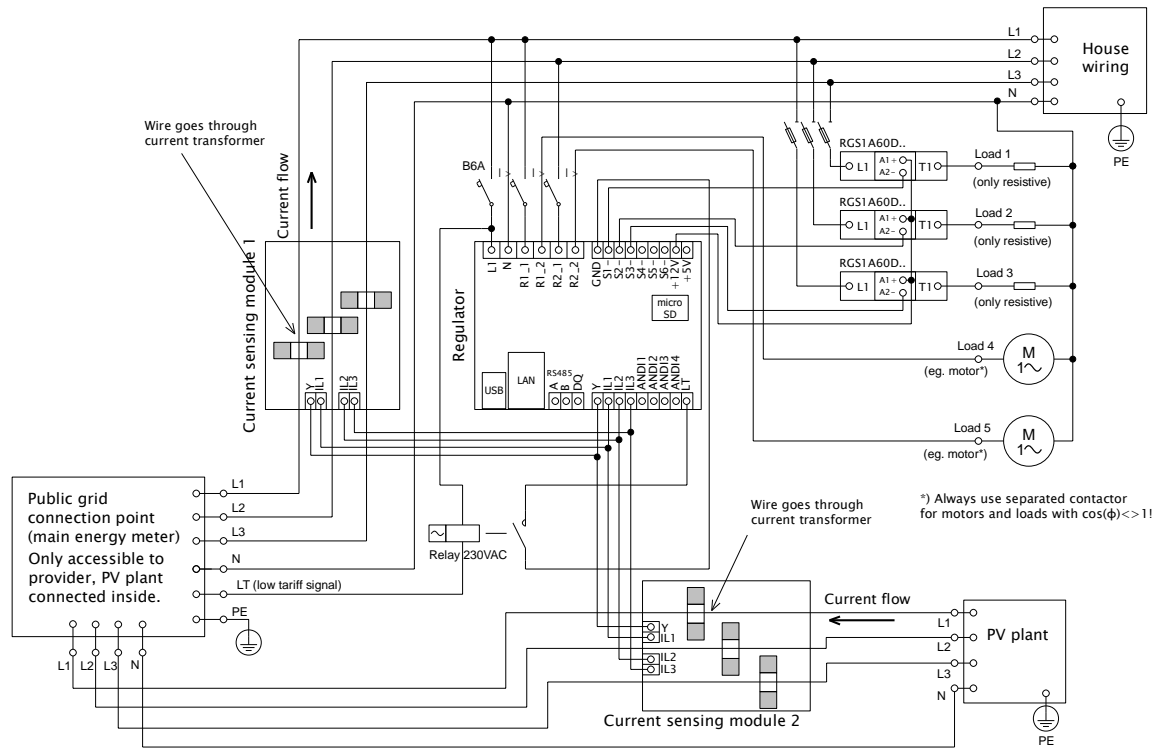 L1
L2
L3
N
House
wiring
PE
Wire goes through
current transformer
Current flow
Current sensing module 1
B6A
I >
I >
I >
RGS1A60D..
L1
A1+
A2-
T1
Load 1
(only resistive)
RGS1A60D..
L1
A1+
A2-
T1
Load 2
(only resistive)
RGS1A60D..
L1
A1+
A2-
T1
Load 3
(only resistive)
L1
N
R1_1
R1_2
R2_1
R2_2
GND
S1-
S2-
S3-
S4-
S5-
S6-
+12V
+5V
Regulator
micro
SD
USB
LAN
RS485
A
B
DQ
Y
IL1
IL2
IL3
ANDI1
ANDI2
ANDI3
ANDI4
LT
Y
IL1
IL2
IL3
Load 4
(eg. motor*)
M
1~
Load 5
(eg. motor*)
M
1~
*) Always use separated contactor
for motors and loads with cos(ϕ)<>1!
Public grid
connection point
(main energy meter)
Only accessible to
provider, PV plant
connected inside.
L1
L2
L3
N
LT (low tariff signal)
PE
L1
L2
L3
N
Relay 230VAC
Wire goes through
current transformer
Current flow
Y
IL1
IL2
IL3
Current sensing module 2
L1
L2
L3
N
PV plant
PE